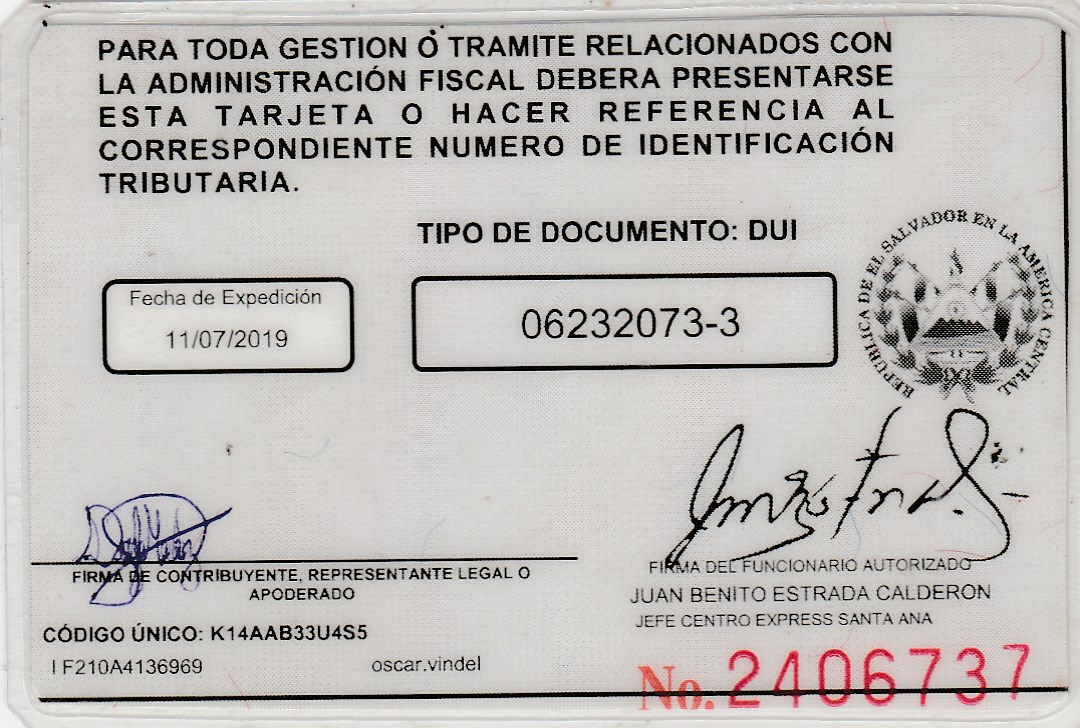 PARA TODA GESTION Ó TRAMITE RELACIONADOS CON
LA ADMINISTRACIÓN FISCAL DEBERA PRESENTARSE
ESTA TARJETA O HACER REFERENCIA AL
CORRESPONDIENTE NUMERO DE IDENTIFICACIÓN
TRIBUTARIA.
TIPO DE DOCUMENTO: DUI
REPUBLICA DE EL SALVADOR EN LA AMERICA CENTRAL
Fecha de Expedición
11/07/2019
06232073-3
FIRMA DE CONTRIBUYENTE, REPRESENTANTE LEGAL O
APODERADO
FIRMA DEL FUNCIONARIO AUTORIZADO
JUAN BENITO ESTRADA CALDERON
JEFE CENTRO EXPRESS SANTA ANA
CÓDIGO ÚNICO: K14AAB33U4S5
I F210A4136969
oscar.vindel
No. 2406737